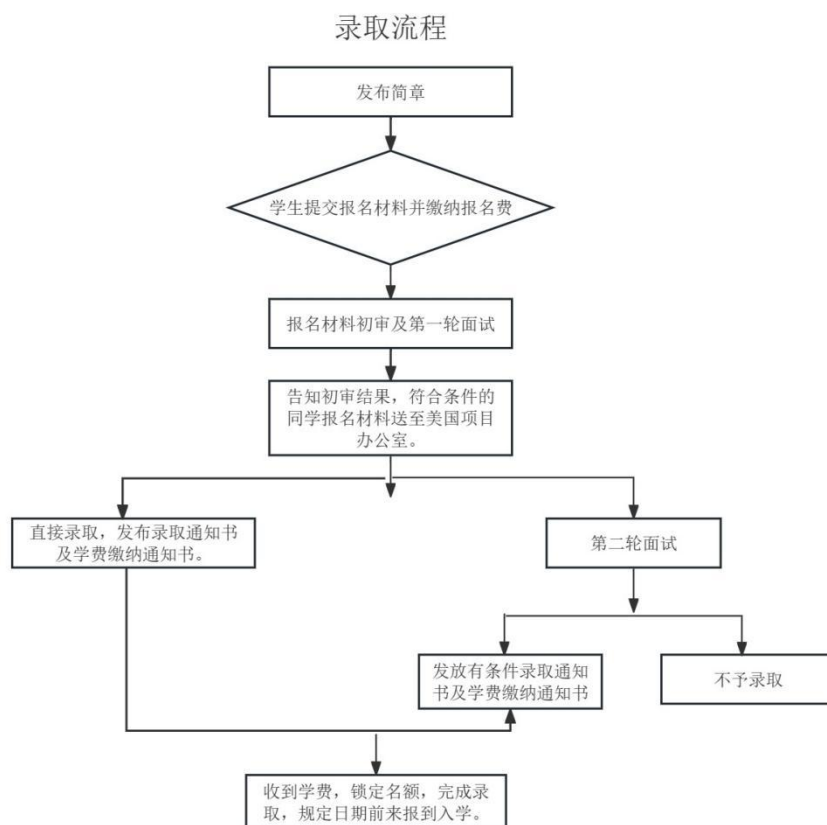 录取流程
发布简章
学生提交报名材料并缴纳报名费
报名材料初审及第一轮面试
告知初审结果，符合条件的
同学报名材料送至美国项目
办公室。
直接录取，发布录取通知书
及学费缴纳通知书。
第二轮面试
发放有条件录取通知
书及学费缴纳通知书
不予录取
收到学费，锁定名额，完成录
取，规定日期前来报到入学。